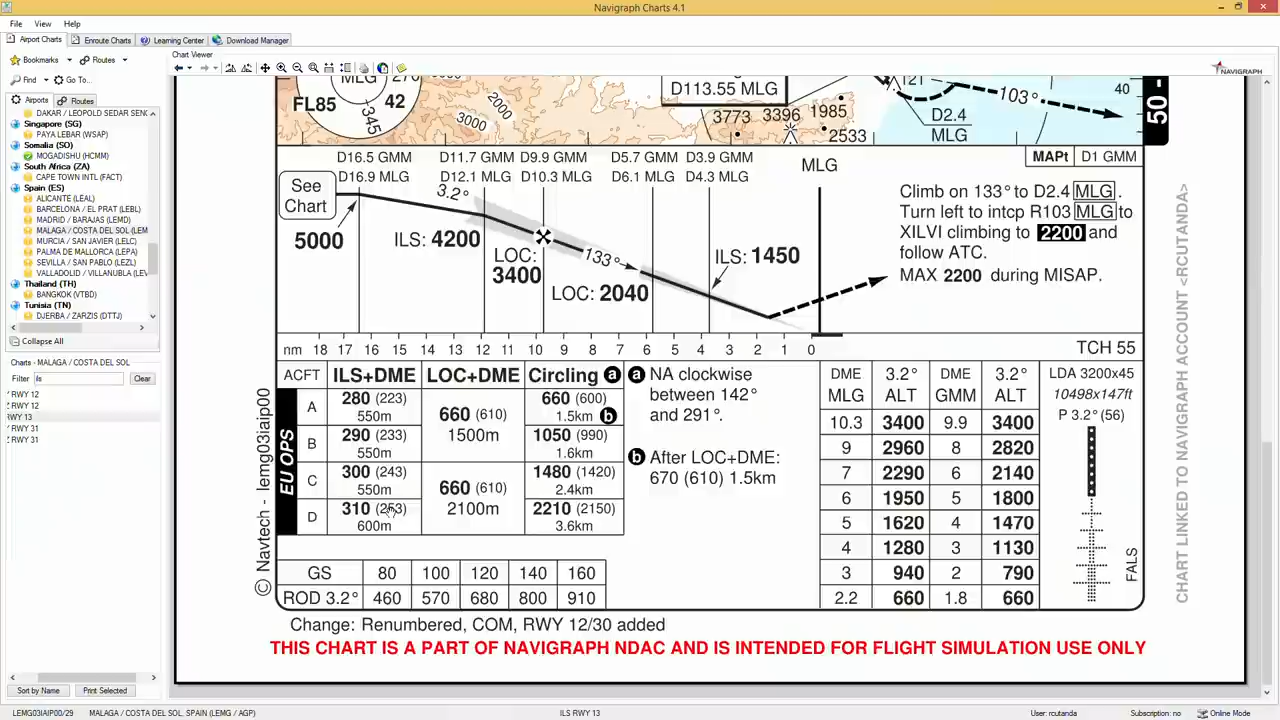 Navigraph Charts 4.1
File View Help
Airport Charts Enroute Charts Learning Center Download Manager
Bookmarks Routes
Chart Viewer
Find Go To...
NAVIGRAPH
Airports Routes
DAKAR / LEOPOLD SEDAR SENG
Singapore (SG)
PAYA LEBAR (WSAP)
Somalia (SO)
MOGADISHU (HCMM)
South Africa (ZA)
CAPE TOWN INTL (FACT)
Spain (ES)
ALICANTE (LEAL)
BARCELONA / EL PRAT (LEBL)
MADRID / BARAJAS (LEMD)
MALAGA / COSTA DEL SOL (LEM
MURCIA / SAN JAVIER (LELC)
PALMA DE MALLORCA (LEPA)
SEVILLA / SAN PABLO (LEZL)
VALLADOLID / VILLANUBLA (LEV
Thailand (TH)
BANGKOK (VTBD)
Tunisia (TN)
DJERBA / ZARZIS (DTTJ)
Collapse All
Charts - MALAGA / COSTA DEL SOL
Filter ils Clear
RWY 12
RWY 12
RWY 13
RWY 31
RWY 31
Sort by Name Print Selected
MLG 270
FL85 42
345
2000
3000
D113.55 MLG
3773 3396 1985
2533
121
103° 40
D2.4
MLG
50 -
D16.5 GMM D11.7 GMM D9.9 GMM D5.7 GMM D3.9 GMM
D16.9 MLG D12.1 MLG D10.3 MLG D6.1 MLG D4.3 MLG
MLG
MAPt D1 GMM
See
Chart
3.2°
5000
ILS: 4200
LOC:
3400
133°
LOC: 2040
ILS: 1450
Climb on 133° to D2.4 MLG.
Turn left to intcp R103 MLG to
XILVI climbing to 2200 and
follow ATC.
MAX 2200 during MISAP.
nm 18 17 16 15 14 13 12 11 10 9 8 7 6 5 4 3 2 1 0
TCH 55
ACFT ILS+DME LOC+DME Circling a
EU OPS
A 280 (223) 660 (600)
550m 1.5km b
660 (610)
1500m
B 290 (233) 1050 (990)
550m 1.6km
C 300 (243) 1480 (1420)
550m 2.4km
660 (610)
2100m
D 310 (253) 2210 (2150)
600m 3.6km
a NA clockwise
between 142°
and 291°.
b After LOC+DME:
670 (610) 1.5km
GS 80 100 120 140 160
ROD 3.2° 460 570 680 800 910
DME 3.2° DME 3.2°
MLG ALT GMM ALT
10.3 3400 9.9 3400
9 2960 8 2820
7 2290 6 2140
6 1950 5 1800
5 1620 4 1470
4 1280 3 1130
3 940 2 790
2.2 660 1.8 660
LDA 3200x45
10498x147ft
P 3.2° (56)
FALS
© Navtech - lemg03iaip00
CHART LINKED TO NAVIGRAPH ACCOUNT <RCUTANDA>
Change: Renumbered, COM, RWY 12/30 added
THIS CHART IS A PART OF NAVIGRAPH NDAC AND IS INTENDED FOR FLIGHT SIMULATION USE ONLY
LEMG03IAIP00/29 MALAGA / COSTA DEL SOL, SPAIN (LEMG / AGP) ILS RWY 13 User: rcutanda Subscription: no Online Mode